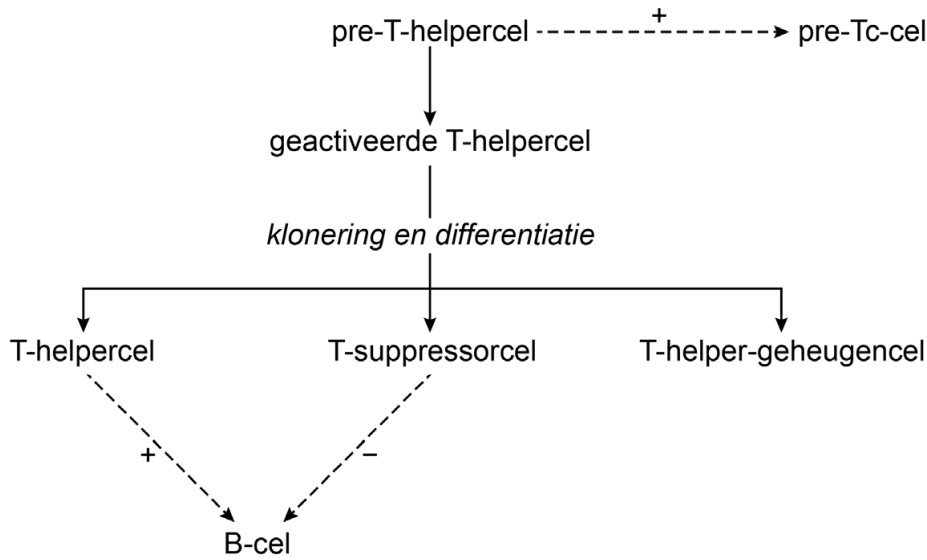 pre-T-helpercel + pre-Tc-cel
geactiveerde T-helpercel
klonering en differentiatie
T-helpercel T-suppressorcel T-helper-geheugencel
+ −
B-cel